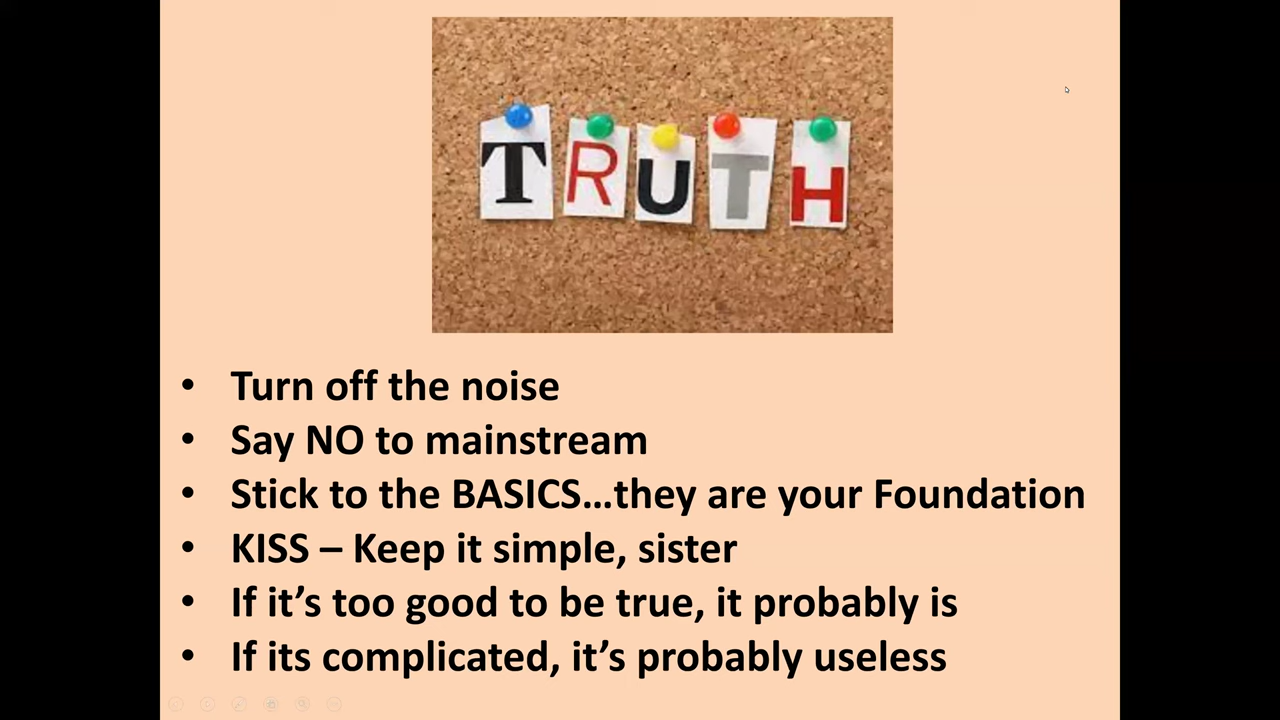 TRUTH
• Turn off the noise
• Say NO to mainstream
• Stick to the BASICS...they are your Foundation
• KISS – Keep it simple, sister
• If it’s too good to be true, it probably is
• If its complicated, it’s probably useless